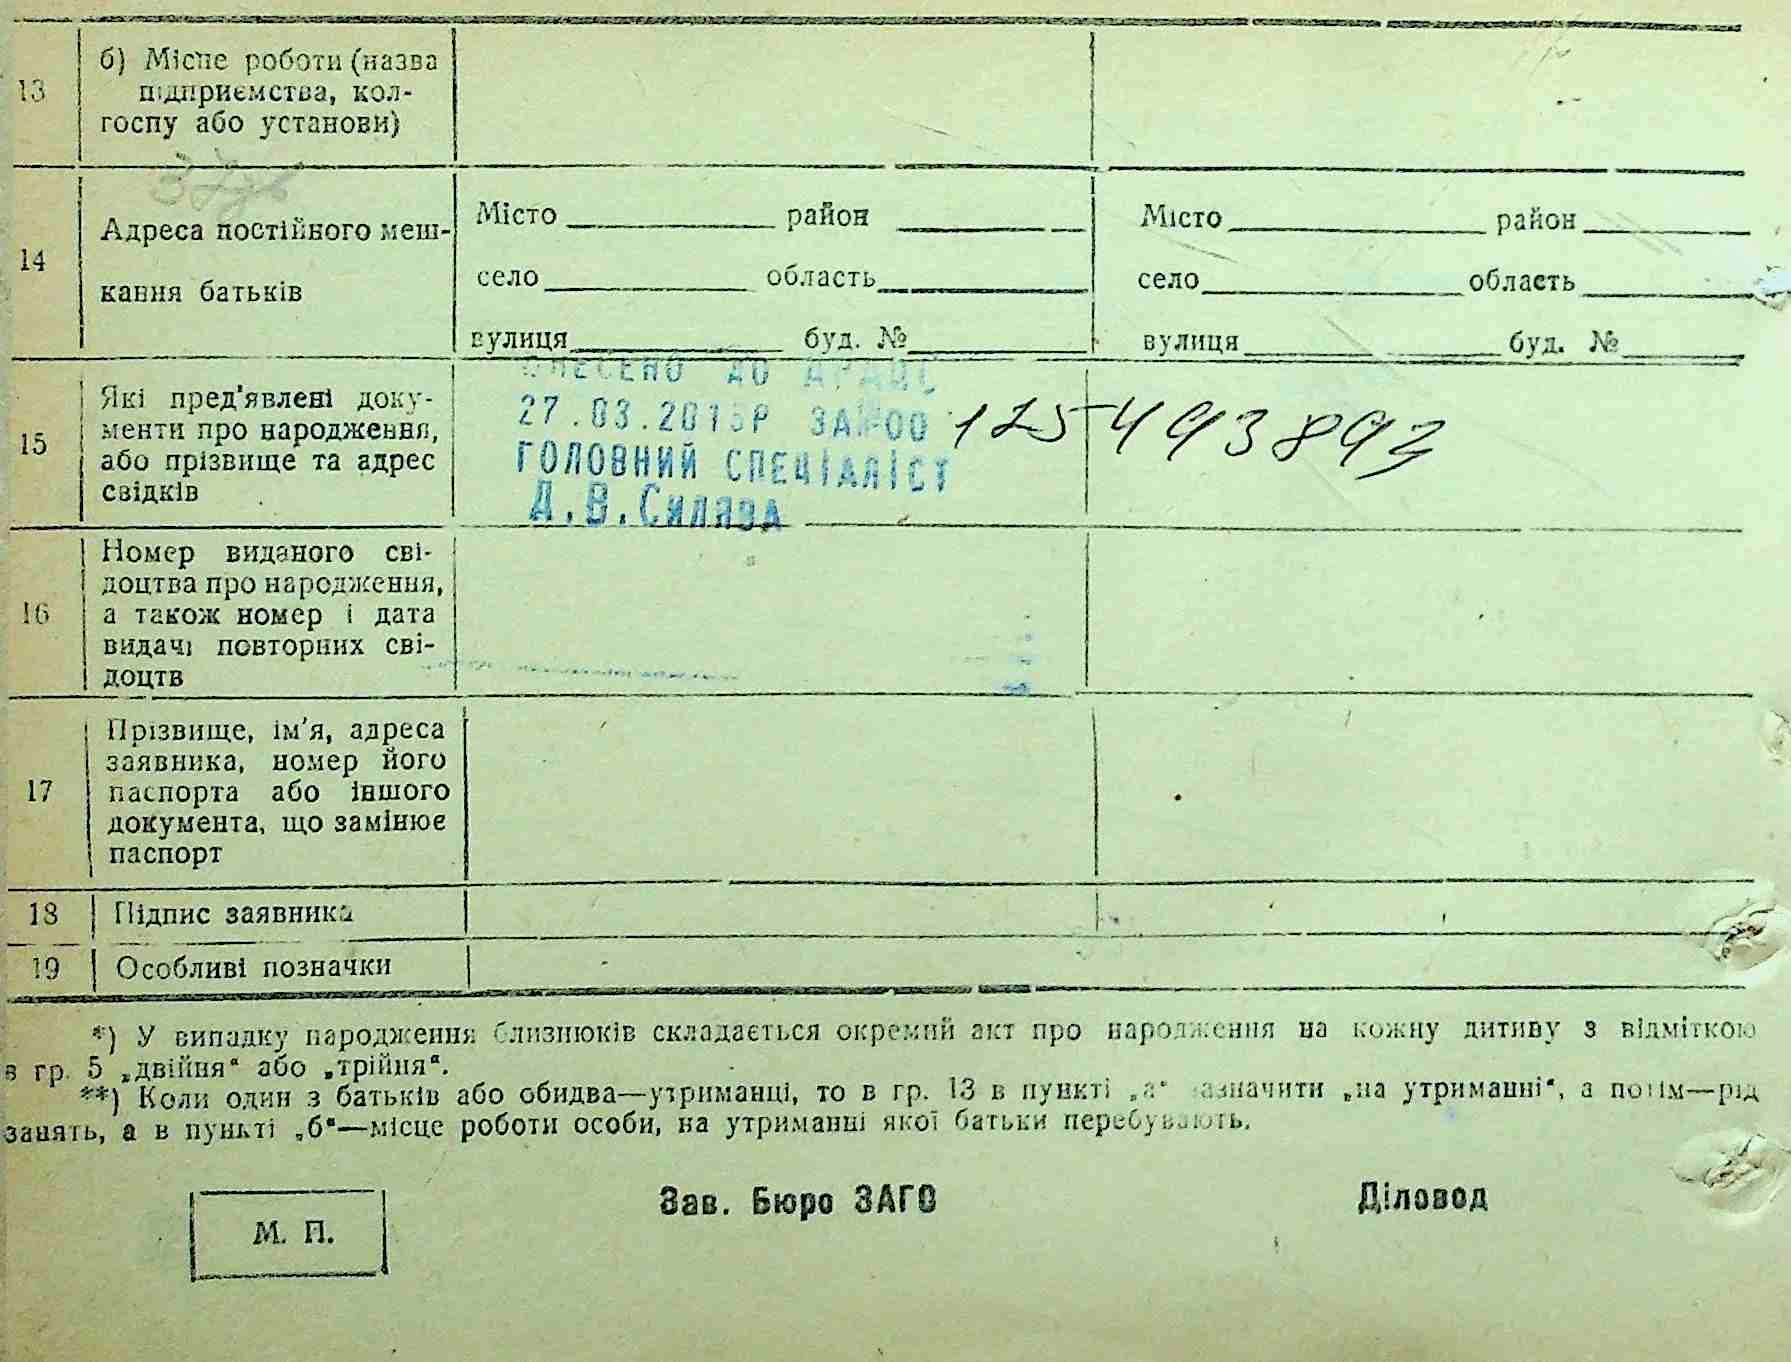 13 б) Місце роботи (назва
підприємства, кол-
госпу або установи)
14 Адреса постійного меш-
кання батьків
Місто район
село область
вулиця буд. №
Місто район
село область
вулиця буд. №
15 Які пред'явлені доку-
менти про народження,
або прізвище та адрес
свідків
ВНЕСЕНО ДО ДРАЦС
27.03.2015Р ЗА №00 125493893
ГОЛОВНИЙ СПЕЦІАЛІСТ
Д.В.СИЛЯВА
16 Номер виданого сві-
доцтва про народження,
а також номер і дата
видачі повторних сві-
доцтв
17 Прізвище, ім'я, адреса
заявника, номер його
паспорта або іншого
документа, що замінює
паспорт
18 Підпис заявника
19 Особливі позначки
*) У випадку народження близнюків складається окремий акт про народження на кожну дитину з відміткою
в гр. 5 „двійня“ або „трійня“.
**) Коли один з батьків або обидва—утриманці, то в гр. 13 в пункті „а“ зазначити „на утриманні“, а потім—рід
занять, а в пункті „б“—місце роботи особи, на утриманні якої батьки перебувають.
М. П.
Зав. Бюро ЗАГС
Діловод